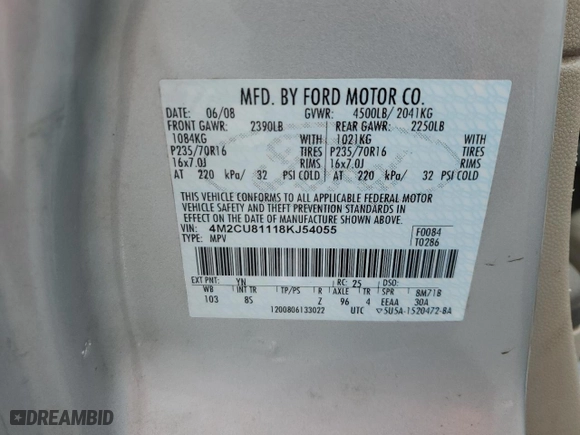 MFD. BY FORD MOTOR CO.
DATE: 06/08 GVWR: 4500LB/ 2041KG
FRONT GAWR: 2390LB REAR GAWR: 2250LB
1084KG WITH 1021KG WITH
P235/70R16 TIRES P235/70R16 TIRES
16x7.0J RIMS 16x7.0J RIMS
AT 220 kPa/ 32 PSI COLD AT 220 kPa/ 32 PSI COLD
THIS VEHICLE CONFORMS TO ALL APPLICABLE FEDERAL MOTOR
VEHICLE SAFETY AND THEFT PREVENTION STANDARDS IN
EFFECT ON THE DATE OF MANUFACTURE SHOWN ABOVE.
VIN: 4M2CU81118KJ54055 F0084
TYPE: MPV T0286
EXT PNT: YN RC: 25 DSO:
WB INT TR TP/PS R AXLE TR SPR 8M718
103 8S Z 96 4 EEAA 30A
1200806133022 UTC 5U5A-1520472-BA
DREAMBID